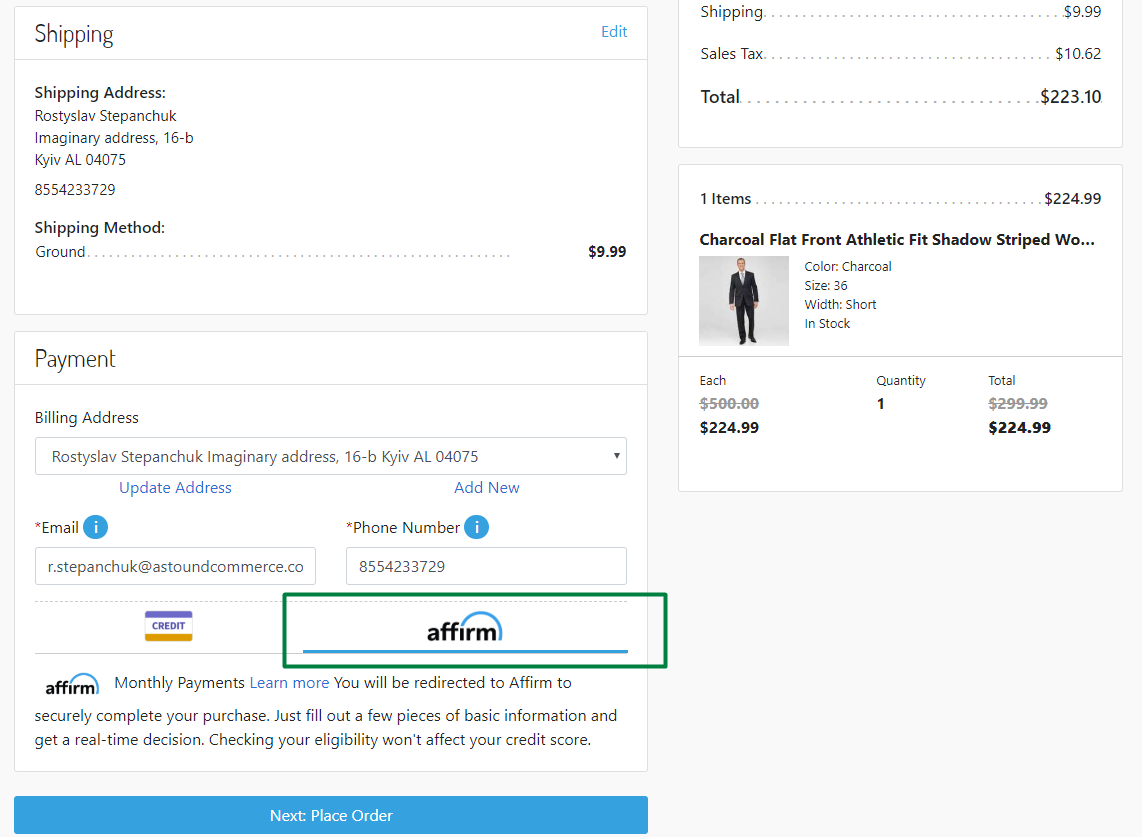 Shipping
Edit
Shipping Address:
Rostyslav Stepanchuk
Imaginary address, 16-b
Kyiv AL 04075
8554233729
Shipping Method:
Ground $9.99
Payment
Billing Address
Rostyslav Stepanchuk Imaginary address, 16-b Kyiv AL 04075
Update Address
Add New
*Email i
*Phone Number i
r.stepanchuk@astoundcommerce.co
8554233729
CREDIT
affirm
affirm Monthly Payments Learn more You will be redirected to Affirm to
securely complete your purchase. Just fill out a few pieces of basic information and
get a real-time decision. Checking your eligibility won't affect your credit score.
Next: Place Order
Shipping $9.99
Sales Tax $10.62
Total $223.10
1 Items $224.99
Charcoal Flat Front Athletic Fit Shadow Striped Wo...
Color: Charcoal
Size: 36
Width: Short
In Stock
Each Quantity Total
$500.00 1 $299.99
$224.99 $224.99